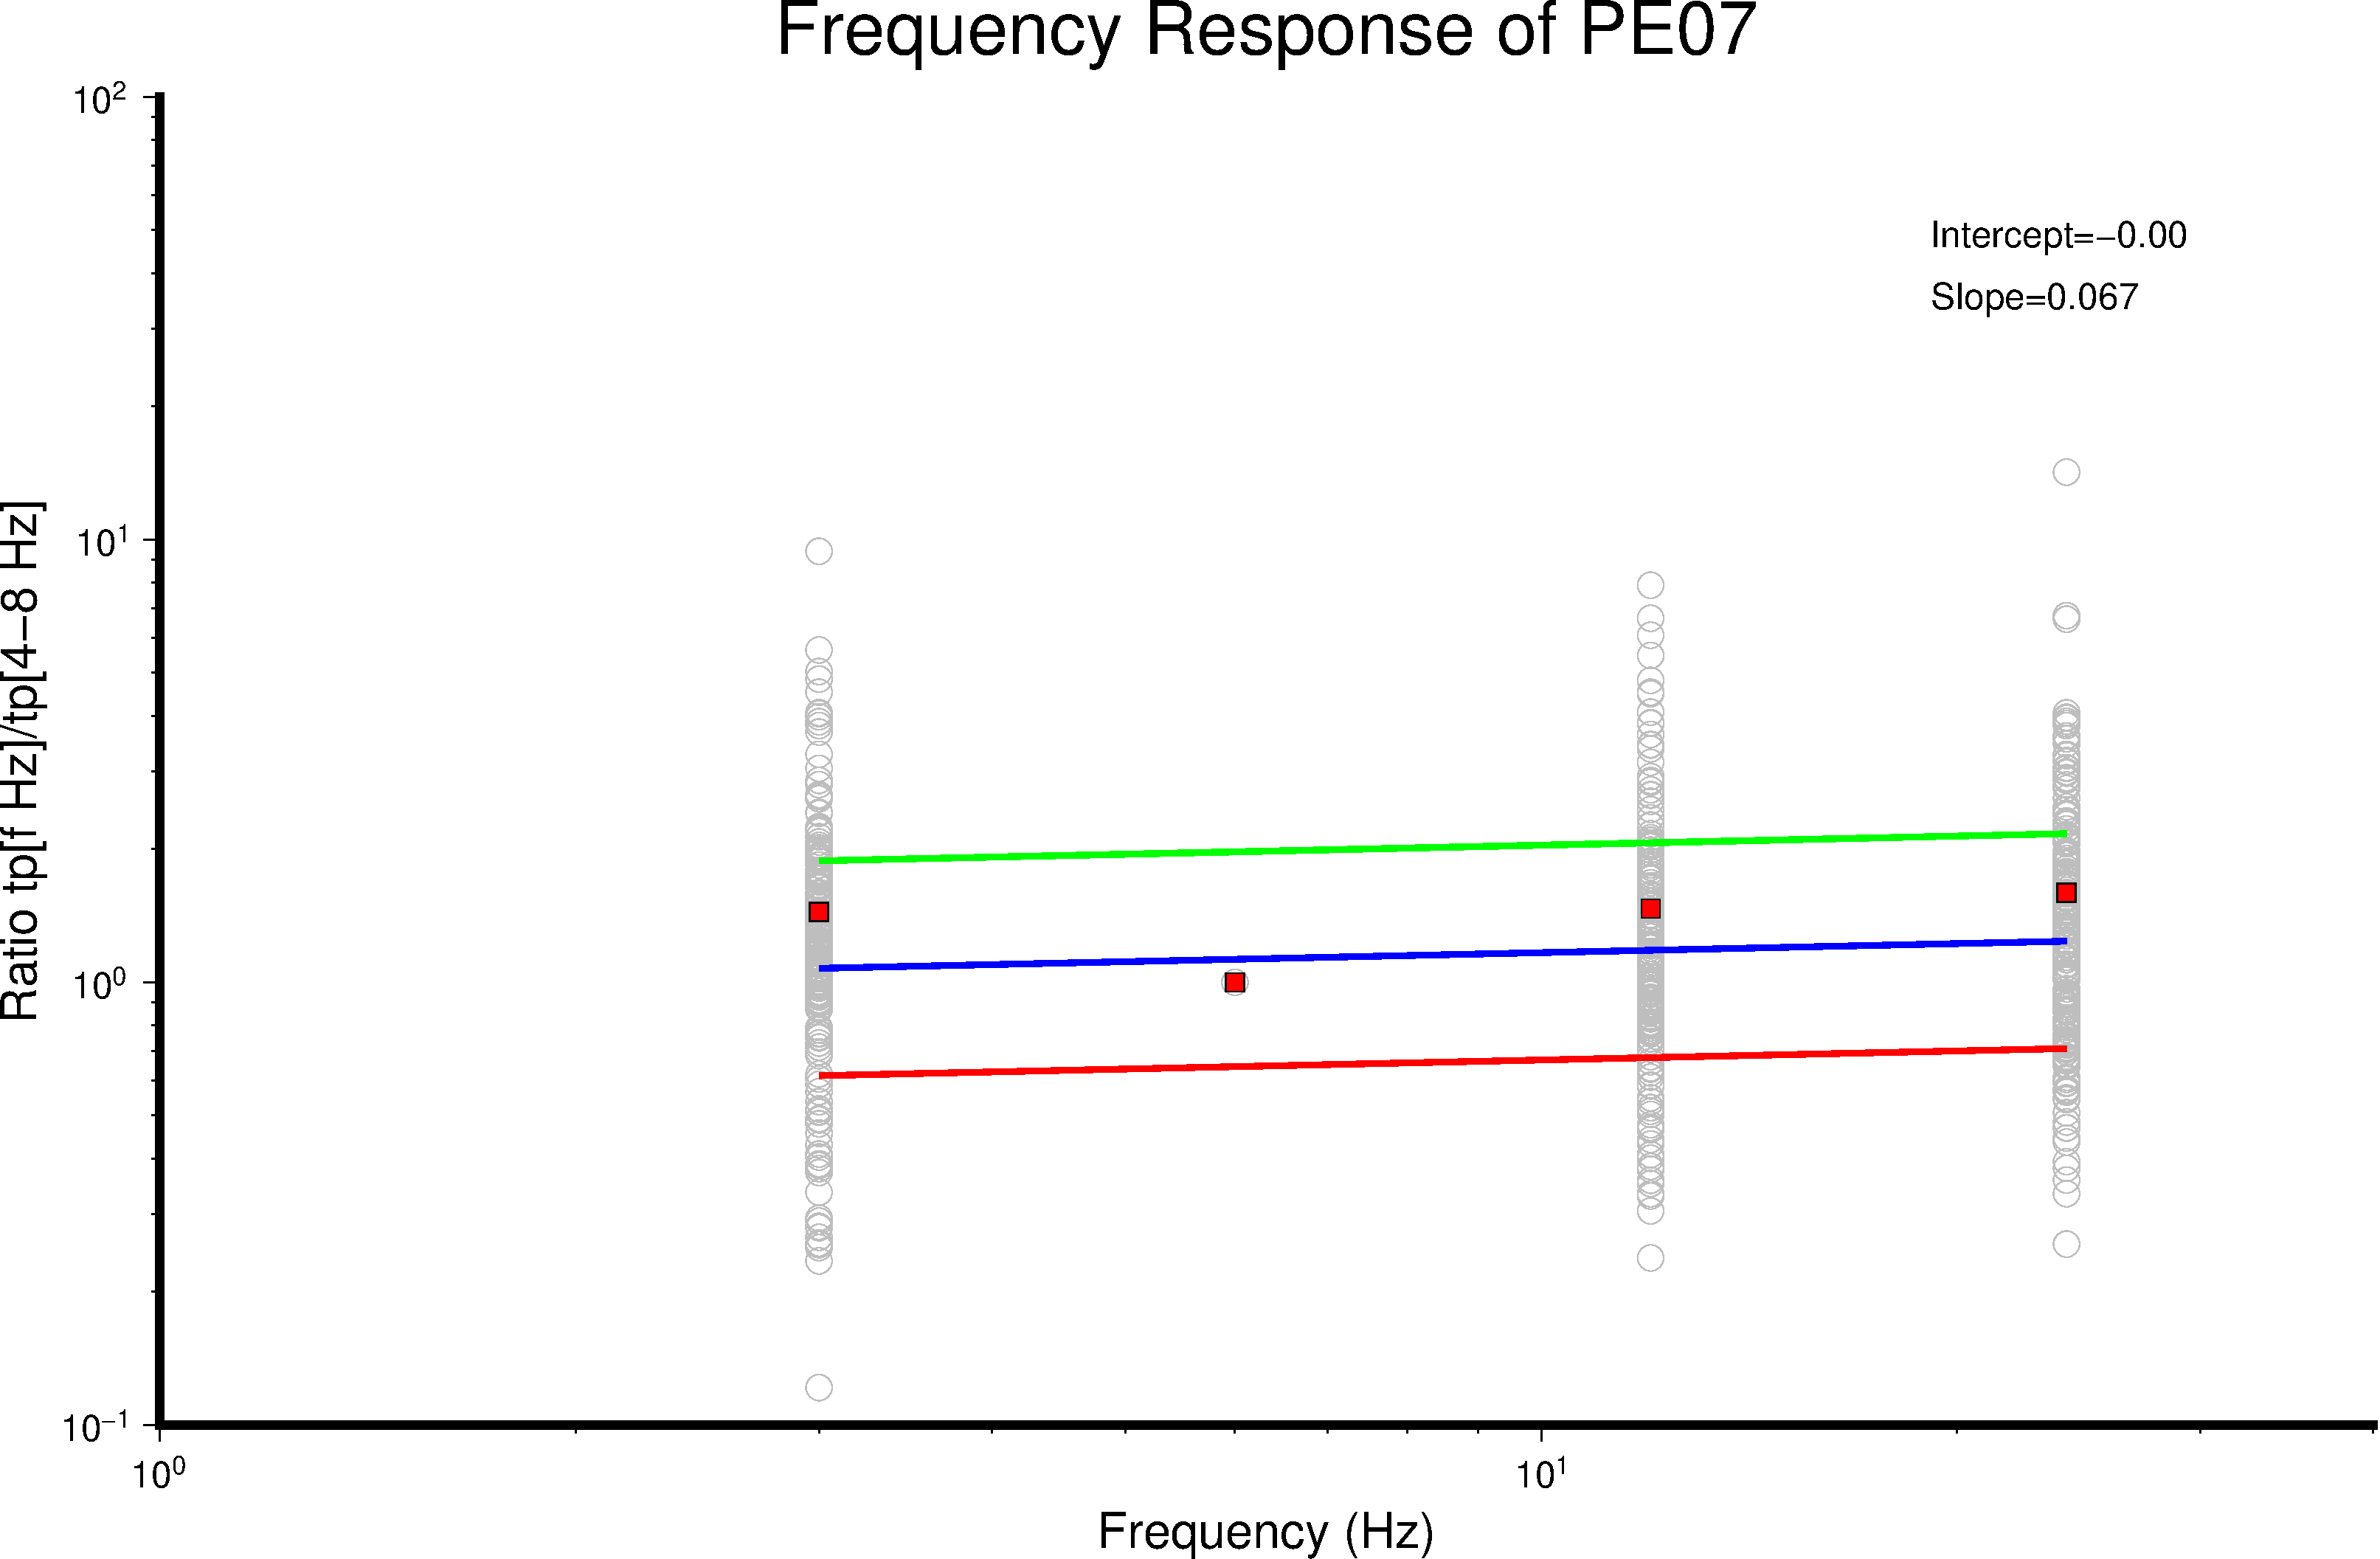 Frequency Response of PE07
10²
Intercept=−0.00
Slope=0.067
10¹
Ratio tp[f Hz]/tp[4−8 Hz]
10⁰
10⁻¹
10⁰ 10¹
Frequency (Hz)